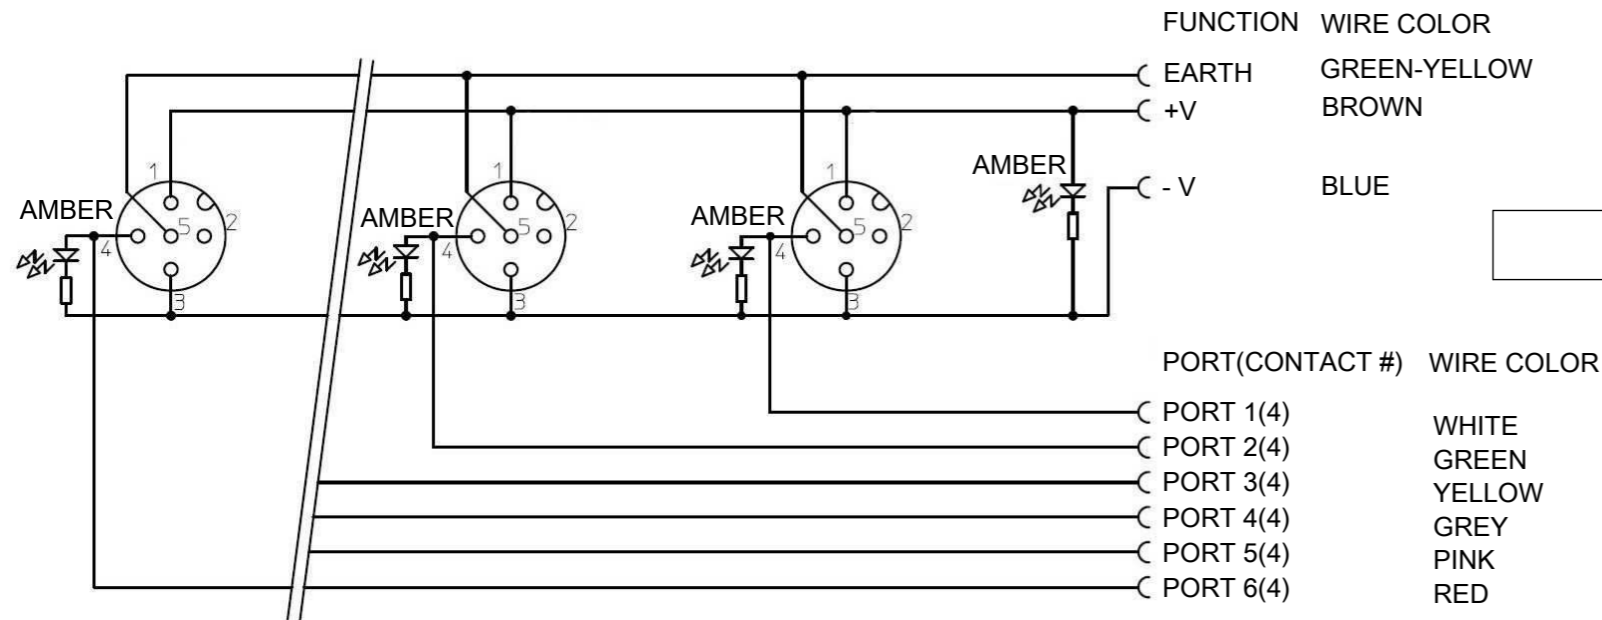 FUNCTION WIRE COLOR
EARTH GREEN-YELLOW
+V BROWN
AMBER
- V BLUE
1
1
1
AMBER
AMBER
AMBER
5 2
5 2
5 2
4
4
4
3
3
3
PORT(CONTACT #) WIRE COLOR
PORT 1(4) WHITE
PORT 2(4) GREEN
PORT 3(4) YELLOW
PORT 4(4) GREY
PORT 5(4) PINK
PORT 6(4) RED